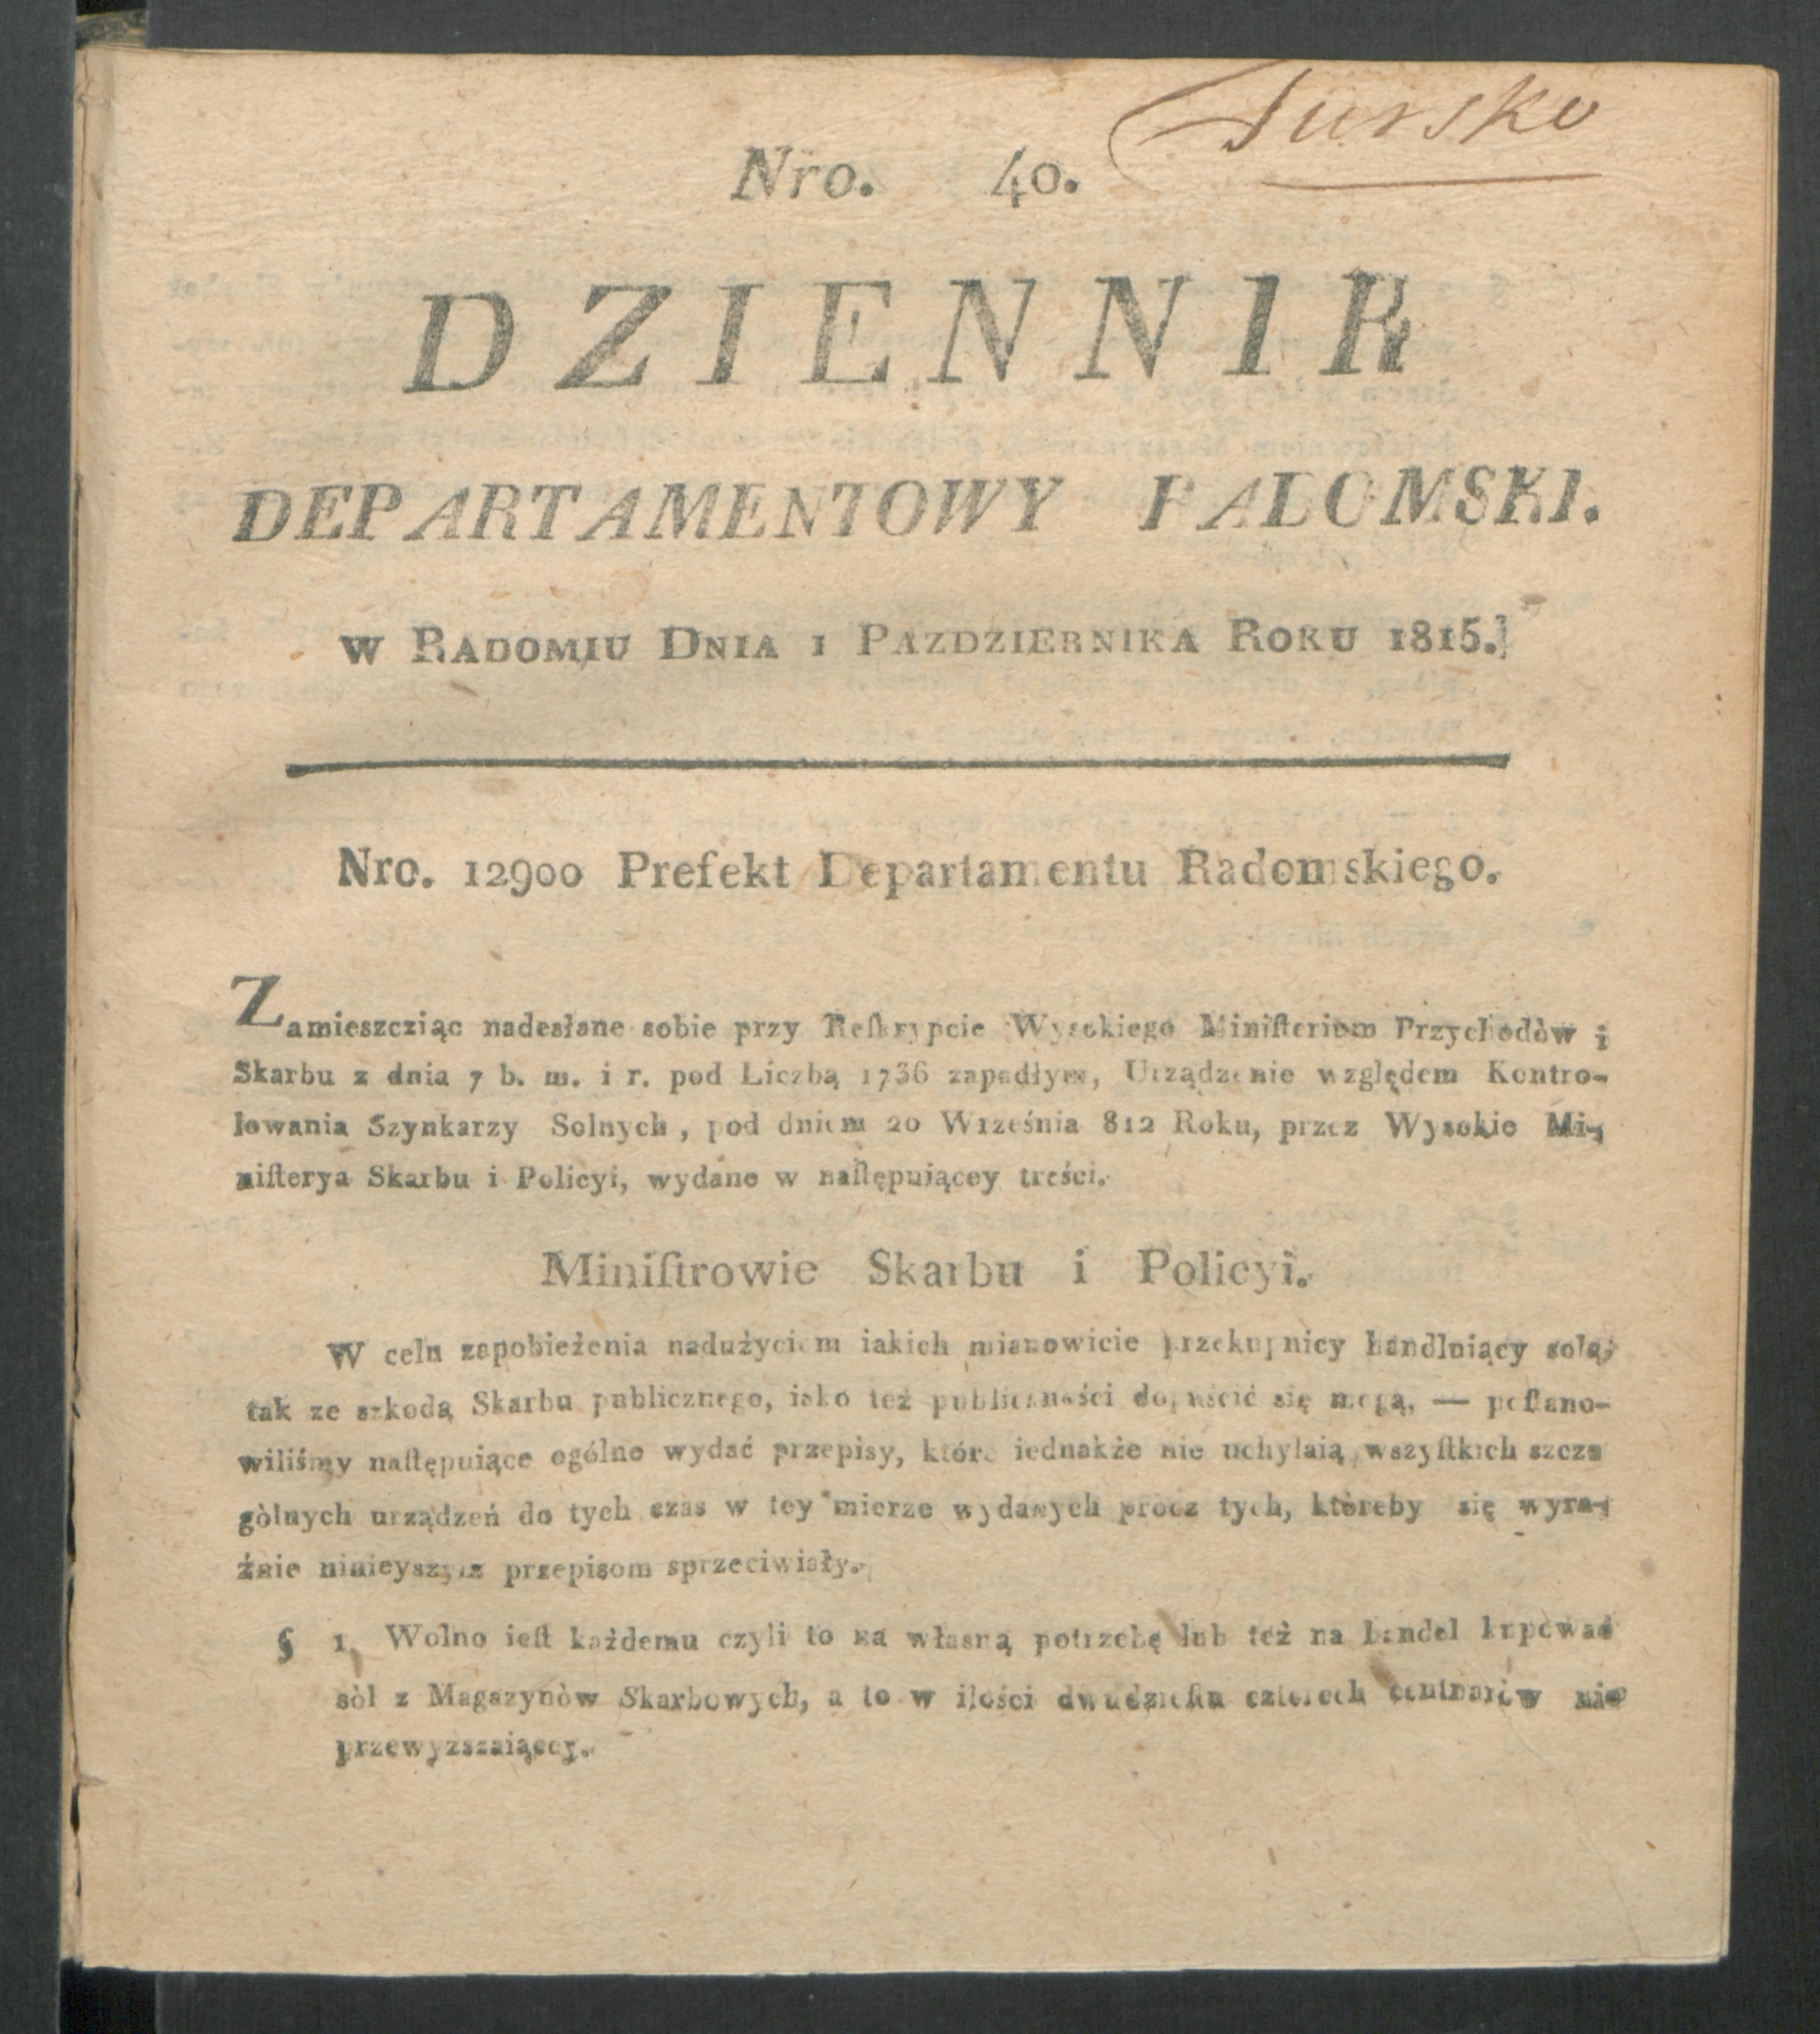 Nro. 40.
DZIENNIK
DEPARTAMENTOWY RADOMSKI.
W RADOMIU DNIA 1 PAZDZIERNIKA ROKU 1815.
Nro. 12900 Prefekt Departamentu Radomskiego.
Zamieszcziąc nadesłane sobie przy Reſkrypcie Wysokiego Miniſterium Przychodòw i
Skarbu z dnia 7 b. m. i r. pod Liczbą 1736 zapadłym, Urządzenie względem Kontro-
lowania Szynkarzy Solnych, pod dniem 20 Września 812 Roku, przez Wysokie Mi-
niſterya Skarbu i Policyi, wydane w naſtępuiącey treści.
Miniſtrowie Skarbu i Policyi.
W celu zapobieżenia nadużyciom iakich mianowicie przekupnicy handluiący solą,
tak ze szkodą Skarbu publicznego, iako też publiczności dopuścić się mogą, — poſtano-
wiliśmy naſtępuiące ogólne wydać przepisy, które iednakże nie uchylaią wszyſtkich szcze
gòlnych urządzeń do tych czas w tey mierze wydanych procz tych, któreby się wyra-
źnie ninieyszym przepisom sprzeciwiały.
§ 1. Wolno ieſt każdemu czyli to na własną potrzebę lub też na handel kupować
sòl z Magazynòw Skarbowych, a to w ilości dwudzieſtu czterech centnarów nie
przewyzszaiącey.